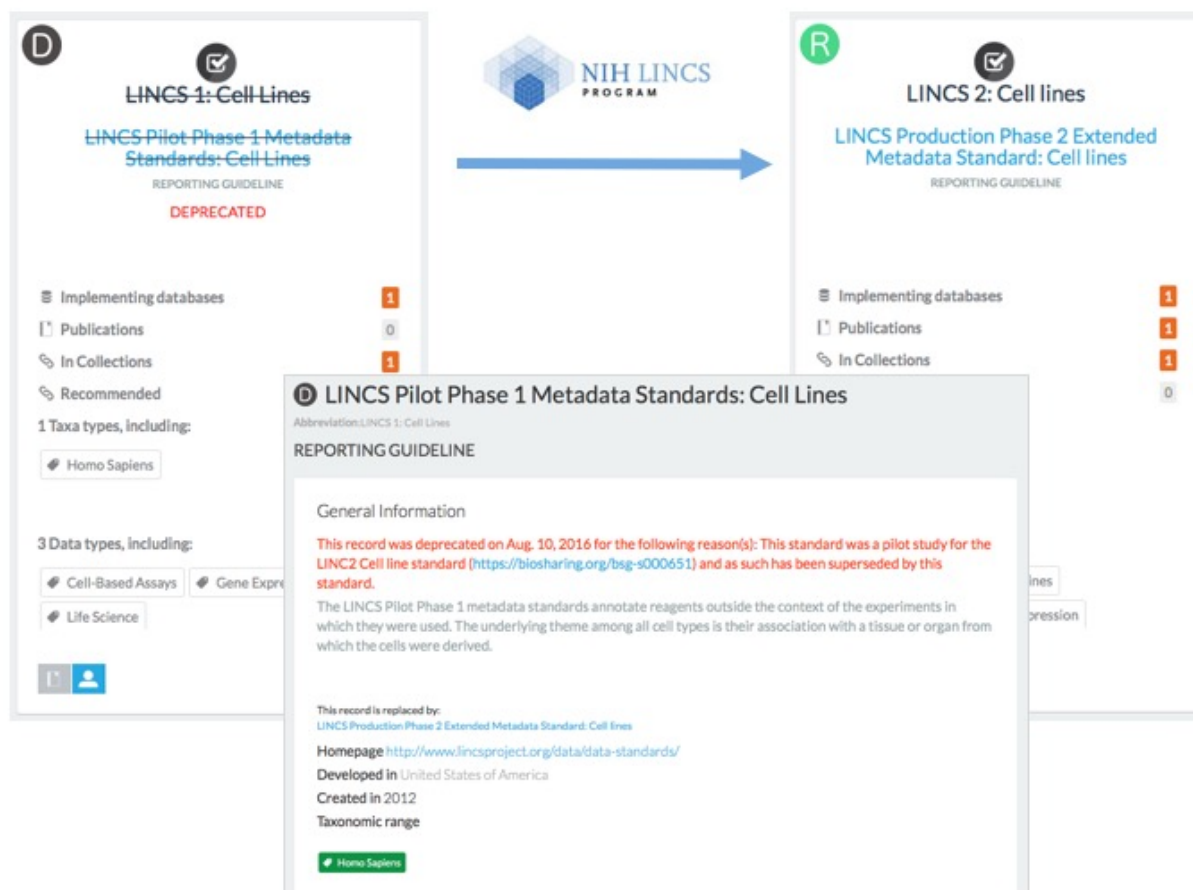 D
LINCS 1: Cell Lines
LINCS Pilot Phase 1 Metadata
Standards: Cell Lines
REPORTING GUIDELINE
DEPRECATED
Implementing databases 1
Publications 0
In Collections 1
Recommended
1 Taxa types, including:
Homo Sapiens
3 Data types, including:
Cell-Based Assays Gene Expre
Life Science
NIH LINCS
PROGRAM
R
LINCS 2: Cell lines
LINCS Production Phase 2 Extended
Metadata Standard: Cell lines
REPORTING GUIDELINE
Implementing databases 1
Publications 1
In Collections 1
0
ines
pression
D LINCS Pilot Phase 1 Metadata Standards: Cell Lines
Abbreviation:LINCS 1: Cell Lines
REPORTING GUIDELINE
General Information
This record was deprecated on Aug. 10, 2016 for the following reason(s): This standard was a pilot study for the
LINC2 Cell line standard (https://biosharing.org/bsg-s000651) and as such has been superseded by this
standard.
The LINCS Pilot Phase 1 metadata standards annotate reagents outside the context of the experiments in
which they were used. The underlying theme among all cell types is their association with a tissue or organ from
which the cells were derived.
This record is replaced by:
LINCS Production Phase 2 Extended Metadata Standard: Cell lines
Homepage http://www.lincsproject.org/data/data-standards/
Developed in United States of America
Created in 2012
Taxonomic range
Homo Sapiens